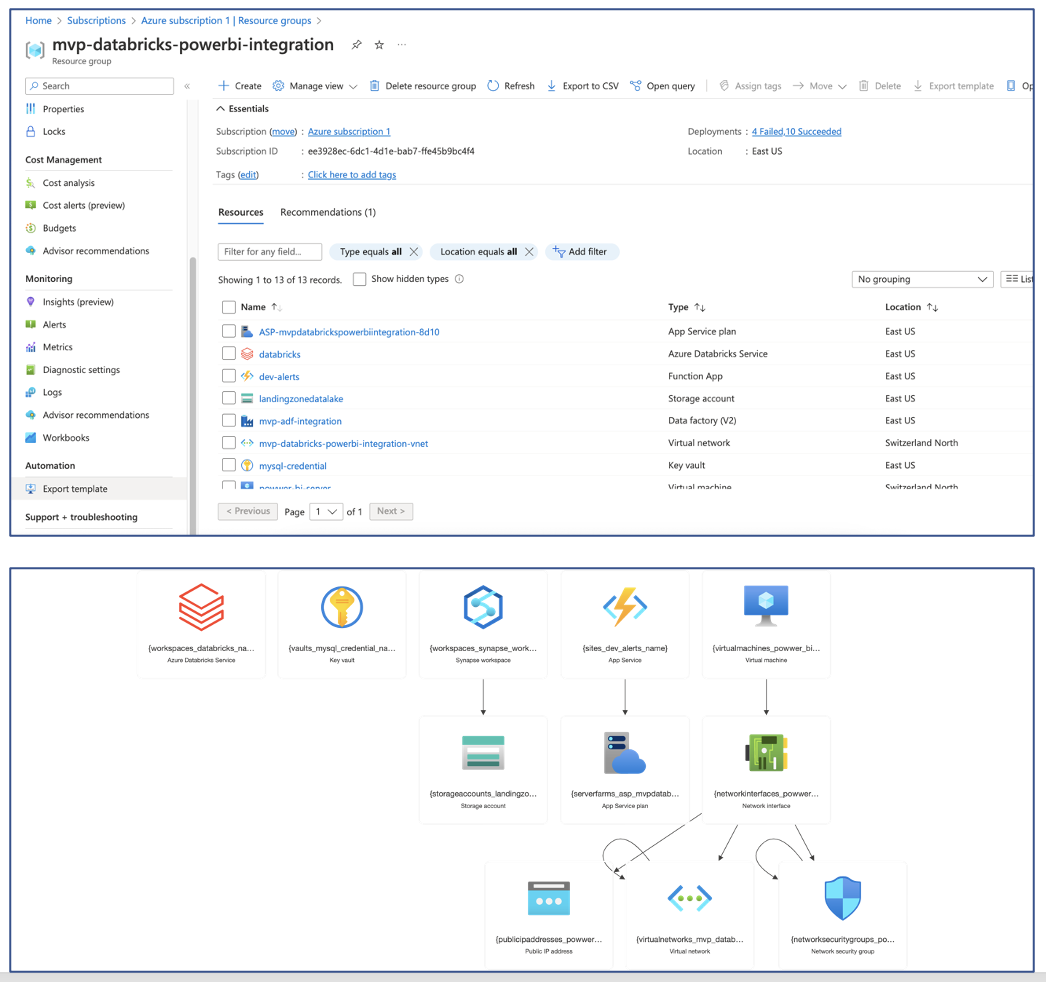 Home > Subscriptions > Azure subscription 1 | Resource groups >
mvp-databricks-powerbi-integration
Resource group
Search
Create Manage view Delete resource group Refresh Export to CSV Open query Assign tags Move Delete Export template Op
Properties
Locks
Cost Management
Cost analysis
Cost alerts (preview)
Budgets
Advisor recommendations
Monitoring
Insights (preview)
Alerts
Metrics
Diagnostic settings
Logs
Advisor recommendations
Workbooks
Automation
Export template
Support + troubleshooting
Essentials
Subscription (move) : Azure subscription 1
Subscription ID : ee3928ec-6dc1-4d1e-bab7-ffe45b9bc4f4
Tags (edit) : Click here to add tags
Deployments : 4 Failed,10 Succeeded
Location : East US
Resources Recommendations (1)
Filter for any field... Type equals all Location equals all Add filter
Showing 1 to 13 of 13 records. Show hidden types No grouping List
Name Type Location
ASP-mvpdatabrickspowerbiintegration-8d10 App Service plan East US
databricks Azure Databricks Service East US
dev-alerts Function App East US
landingzonedatalake Storage account East US
mvp-adf-integration Data factory (V2) East US
mvp-databricks-powerbi-integration-vnet Virtual network Switzerland North
mysql-credential Key vault East US
powwer-bi-server Virtual machine Switzerland North
< Previous Page 1 of 1 Next >
{workspaces_databricks_na... {vaults_mysql_credential_na... {workspaces_synapse_work... {sites_dev_alerts_name} {virtualmachines_powwer_bi...
Azure Databricks Service Key vault Synapse workspace App Service Virtual machine
{storageaccounts_landingzo... {serverfarms_asp_mvpdatab... {networkinterfaces_powwer...
Storage account App Service plan Network interface
{publicipaddresses_powwer... {virtualnetworks_mvp_datab... {networksecuritygroups_po...
Public IP address Virtual network Network security group